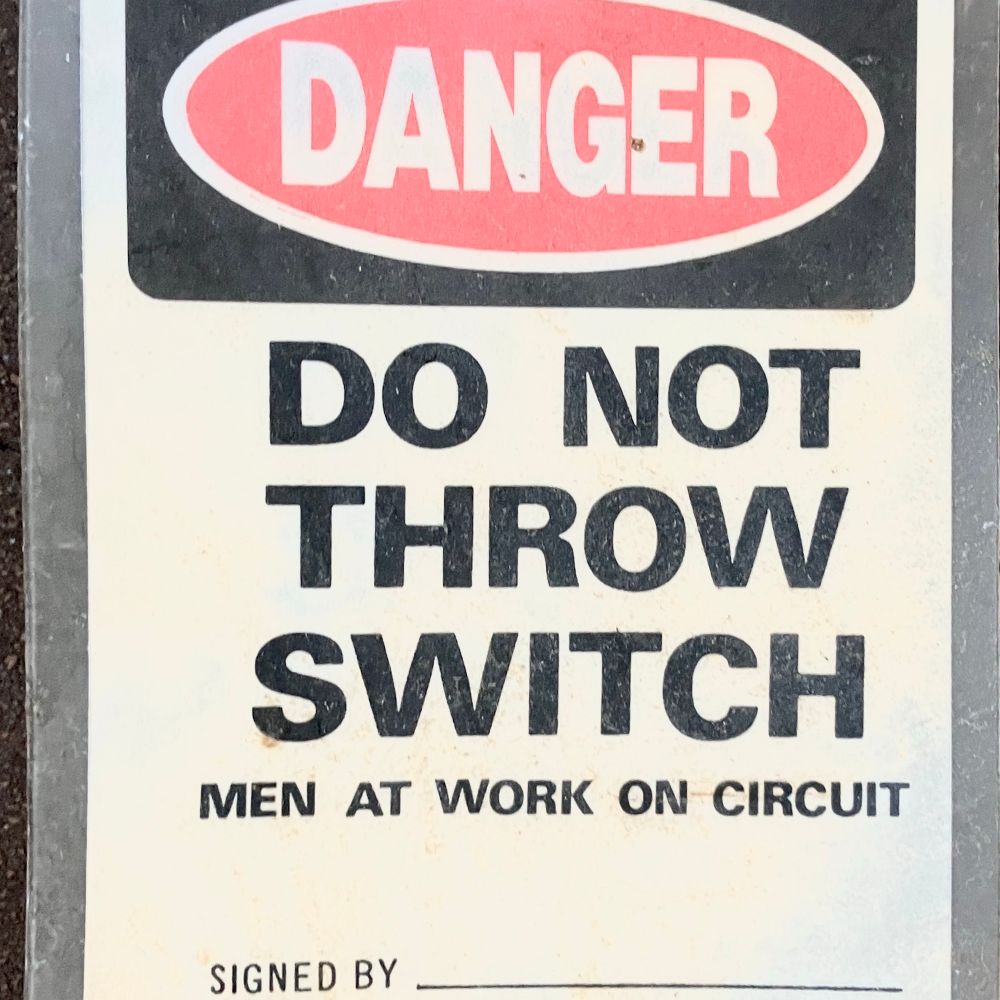 DANGER
DO NOT
THROW
SWITCH
MEN AT WORK ON CIRCUIT
SIGNED BY